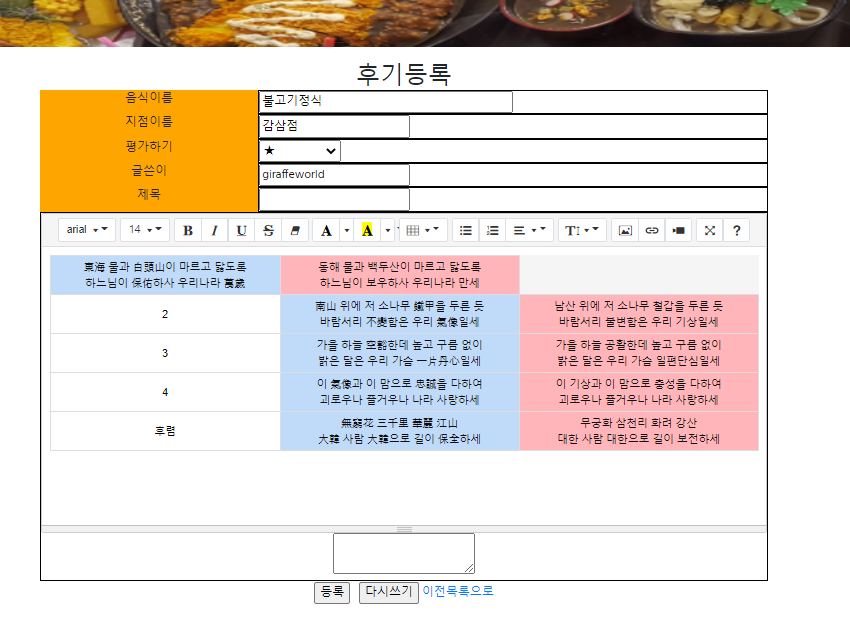 후기등록
음식이름 불고기정식
지점이름 감삼점
평가하기 ★
글쓴이 giraffeworld
제목
arial 14 B I U S A A T ?
東海 물과 白頭山이 마르고 닳도록 동해 물과 백두산이 마르고 닳도록
하느님이 保佑하사 우리나라 萬歲 하느님이 보우하사 우리나라 만세
2
南山 위에 저 소나무 鐵甲을 두른 듯 남산 위에 저 소나무 철갑을 두른 듯
바람서리 不變함은 우리 氣像일세 바람서리 불변함은 우리 기상일세
3
가을 하늘 空豁한데 높고 구름 없이 가을 하늘 공활한데 높고 구름 없이
밝은 달은 우리 가슴 一片丹心일세 밝은 달은 우리 가슴 일편단심일세
4
이 氣像과 이 맘으로 忠誠을 다하여 이 기상과 이 맘으로 충성을 다하여
괴로우나 즐거우나 나라 사랑하세 괴로우나 즐거우나 나라 사랑하세
후렴
無窮花 三千里 華麗 江山 무궁화 삼천리 화려 강산
大韓 사람 大韓으로 길이 保全하세 대한 사람 대한으로 길이 보전하세
등록 다시쓰기 이전목록으로